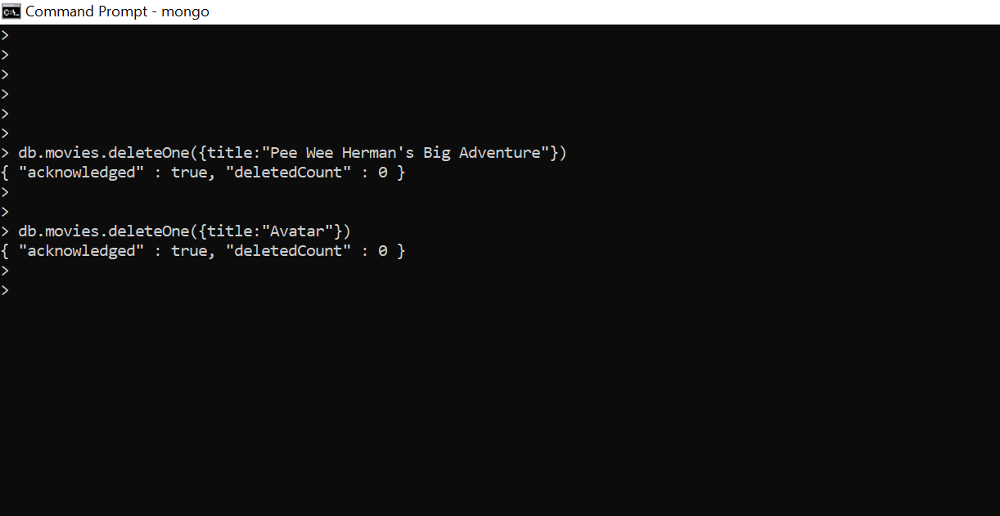 Command Prompt - mongo
>
>
>
>
>
>
> db.movies.deleteOne({title:"Pee Wee Herman's Big Adventure"})
{ "acknowledged" : true, "deletedCount" : 0 }
>
>
> db.movies.deleteOne({title:"Avatar"})
{ "acknowledged" : true, "deletedCount" : 0 }
>
>